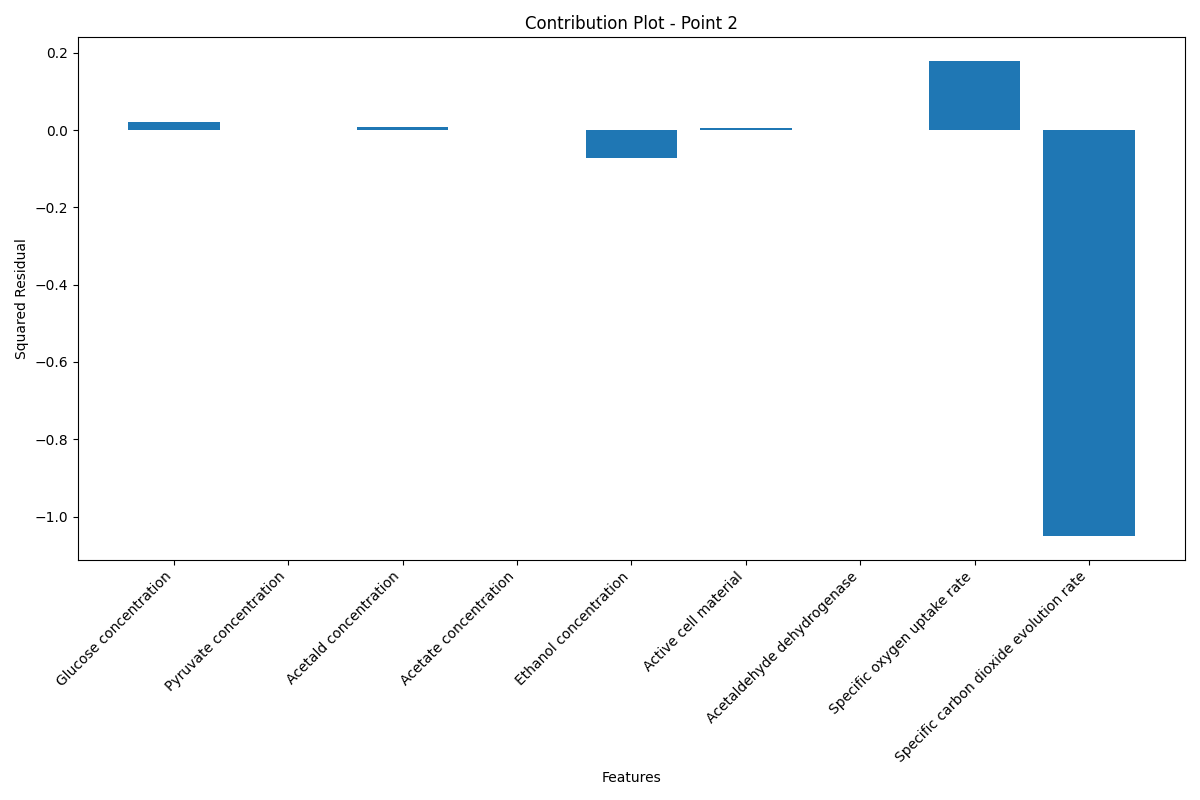 Contribution Plot - Point 2
Squared Residual
0.2
0.0
−0.2
−0.4
−0.6
−0.8
−1.0
Glucose concentration
Pyruvate concentration
Acetald concentration
Acetate concentration
Ethanol concentration
Active cell material
Acetaldehyde dehydrogenase
Specific oxygen uptake rate
Specific carbon dioxide evolution rate
Features